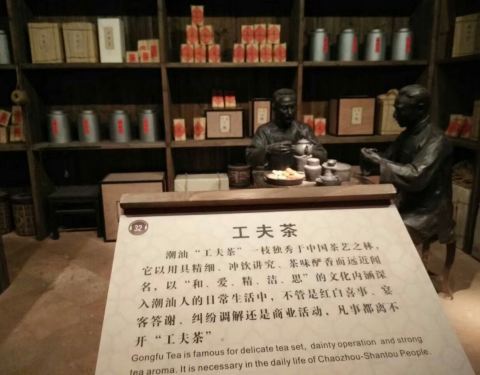 32
工夫茶
潮汕“工夫茶”一枝独秀于中国茶艺之林,
它以用具精细、冲饮讲究、茶味醇香而远近闻
名,以“和、爱、精、洁、思”的文化内涵深
入潮汕人的日常生活中,不管是红白喜事、宴
客答谢、纠纷调解还是商业活动,凡事都离不
开“工夫茶”
Gongfu Tea is famous for delicate tea set, dainty operation and strong
tea aroma. It is necessary in the daily life of Chaozhou-Shantou People.